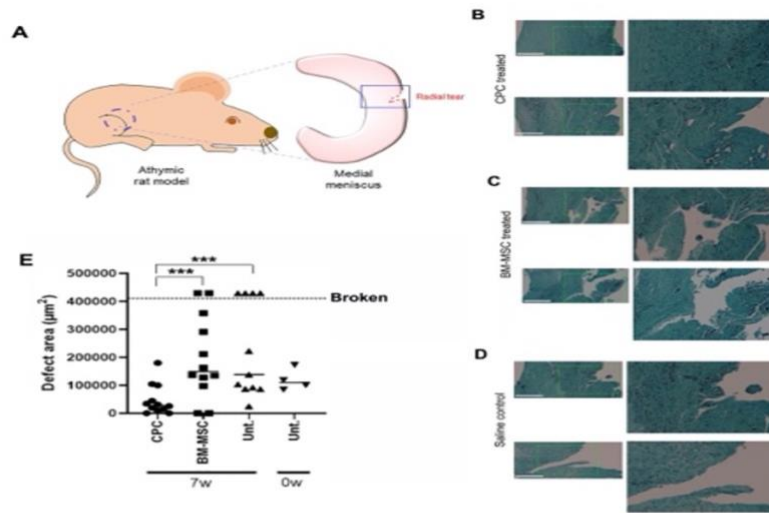 A
Radial tear
Athymic
rat model
Medial
meniscus
B
CPC treated
C
BM-MSC treated
D
Saline control
E
***
***
500000
400000
300000
200000
100000
0
Defect area (µm²)
Broken
CPC
BM-MSC
Unt.
Unt.
7w
0w